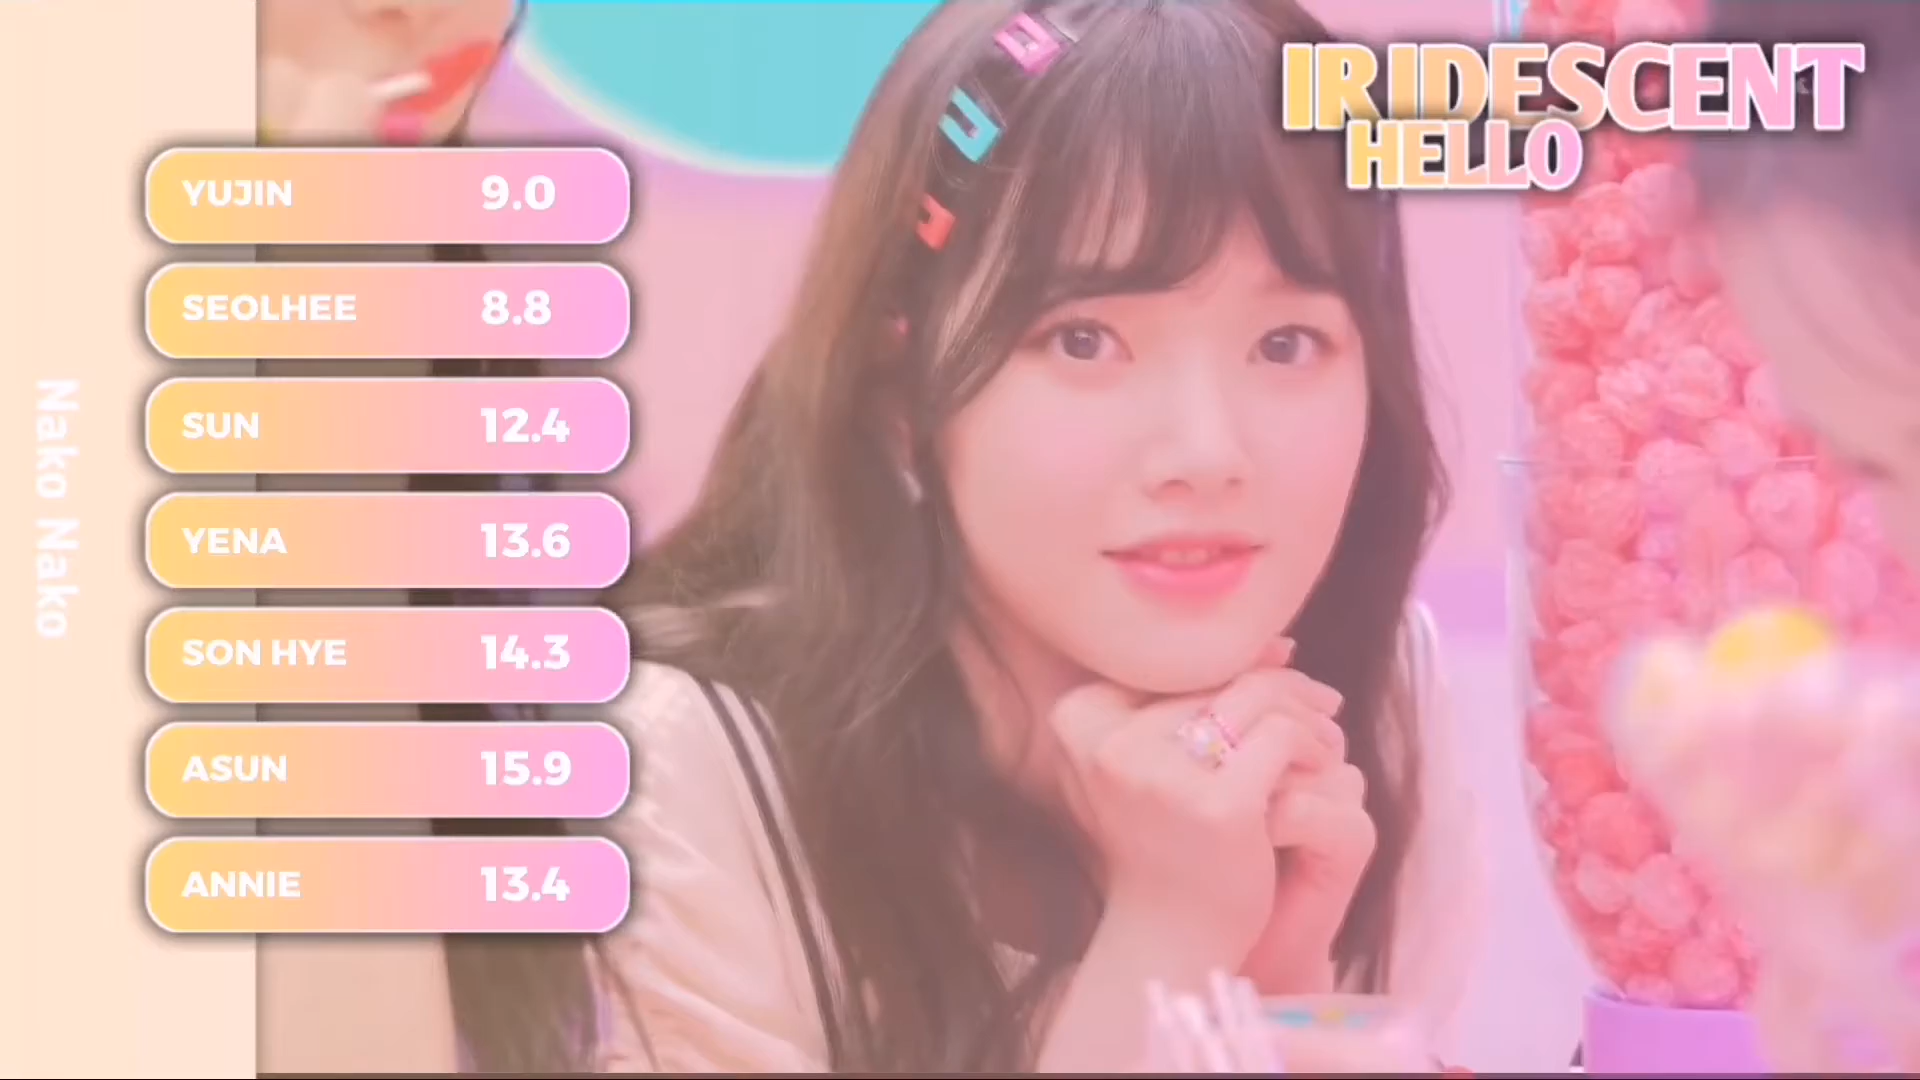 IRIDESCENT
HELLO
YUJIN 9.0
SEOLHEE 8.8
SUN 12.4
YENA 13.6
SON HYE 14.3
ASUN 15.9
ANNIE 13.4
Nako Nako